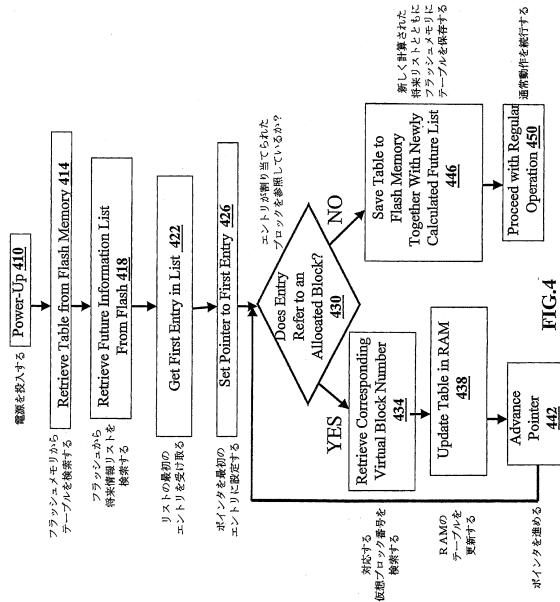 電源を投入する
Power-Up 410
フラッシュメモリから
テーブルを検索する
Retrieve Table from Flash Memory 414
フラッシュから
将来情報リストを
検索する
Retrieve Future Information List
From Flash 418
リストの最初の
エントリを受け取る
Get First Entry in List 422
ポインタを最初の
エントリに設定する
Set Pointer to First Entry 426
エントリが割り当てられた
ブロックを参照しているか?
Does Entry
Refer to an
Allocated Block?
430
YES
NO
対応する
仮想ブロック番号を
検索する
Retrieve Corresponding
Virtual Block Number
434
RAMの
テーブルを
更新する
Update Table in RAM
438
ポインタを進める
Advance
Pointer
442
新しく計算された
将来リストとともに
フラッシュメモリに
テーブルを保存する
Save Table to
Flash Memory
Together With Newly
Calculated Future List
446
通常動作を続行する
Proceed with Regular
Operation 450
FIG.4